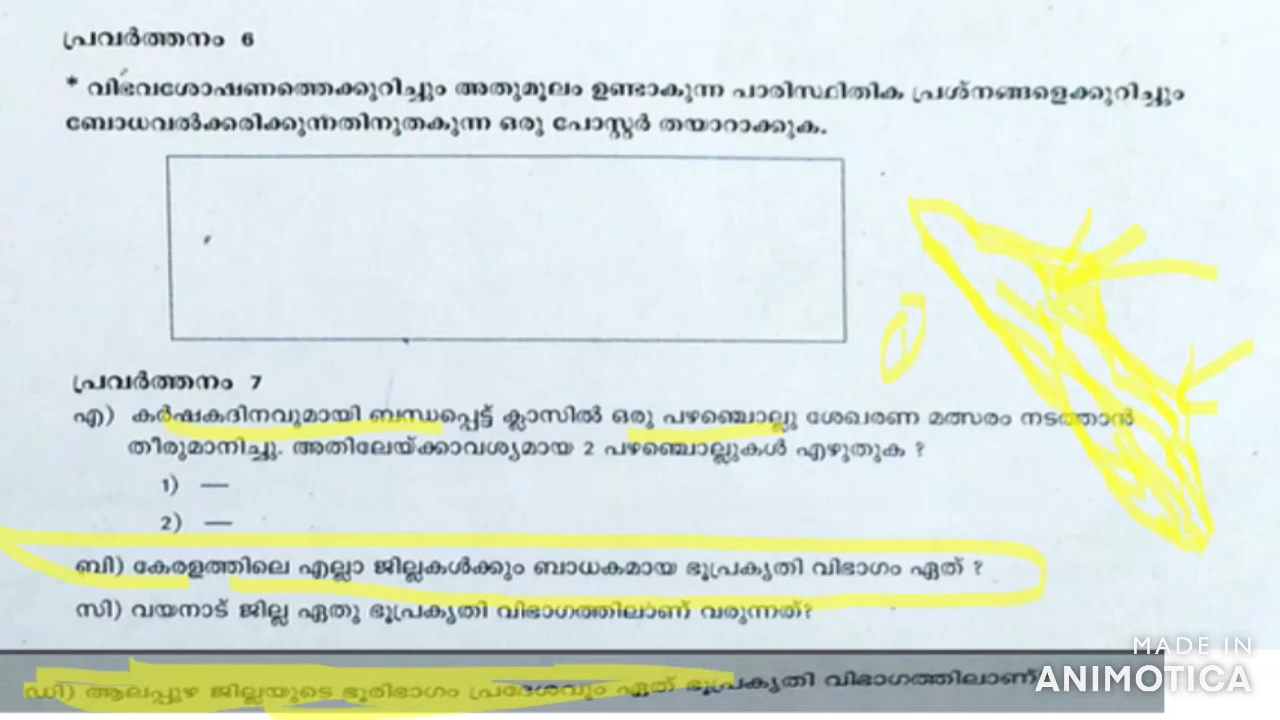 പ്രവർത്തനം 6
* വിഭവശോഷണത്തെക്കുറിച്ചും അതുമൂലം ഉണ്ടാകുന്ന പാരിസ്ഥിതിക പ്രശ്നങ്ങളെക്കുറിച്ചും
ബോധവൽക്കരിക്കുന്നതിനുതകുന്ന ഒരു പോസ്റ്റർ തയാറാക്കുക.
പ്രവർത്തനം 7
എ) കർഷകദിനവുമായി ബന്ധപ്പെട്ട് ക്ലാസിൽ ഒരു പഴഞ്ചൊല്ലു ശേഖരണ മത്സരം നടത്താൻ
തീരുമാനിച്ചു. അതിലേയ്ക്കാവശ്യമായ 2 പഴഞ്ചൊല്ലുകൾ എഴുതുക ?
1) —
2) —
ബി) കേരളത്തിലെ എല്ലാ ജില്ലകൾക്കും ബാധകമായ ഭൂപ്രകൃതി വിഭാഗം ഏത് ?
സി) വയനാട് ജില്ല ഏതു ഭൂപ്രകൃതി വിഭാഗത്തിലാണ് വരുന്നത്?
ഡി) ആലപ്പുഴ ജില്ലയുടെ ഭൂരിഭാഗം പ്രദേശവും ഏത് ഭൂപ്രകൃതി വിഭാഗത്തിലാണ്
MADE IN
ANIMOTICA